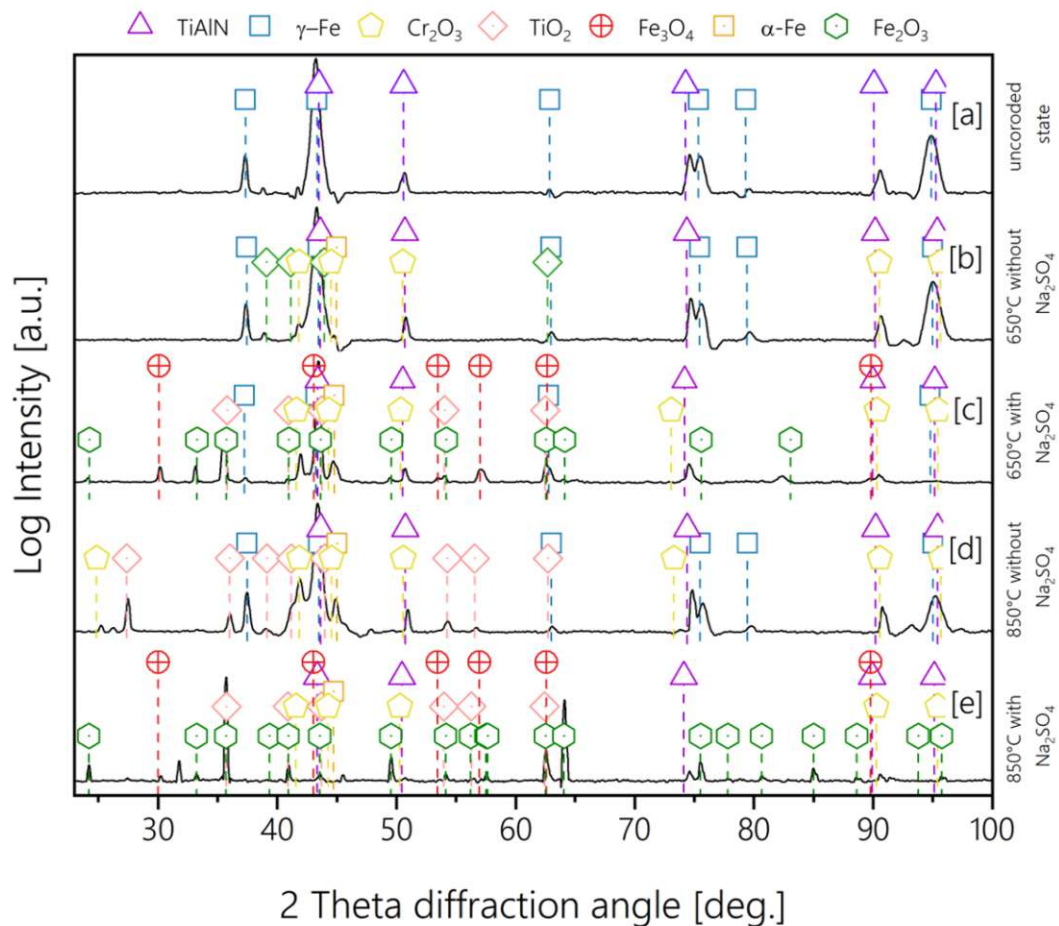 TiAlN γ–Fe Cr₂O₃ TiO₂ Fe₃O₄ α-Fe Fe₂O₃
[a]
uncoroded
state
[b]
650°C without
Na₂SO₄
[c]
650°C with
Na₂SO₄
[d]
850°C without
Na₂SO₄
[e]
850°C with
Na₂SO₄
Log Intensity [a.u.]
30 40 50 60 70 80 90 100
2 Theta diffraction angle [deg.]